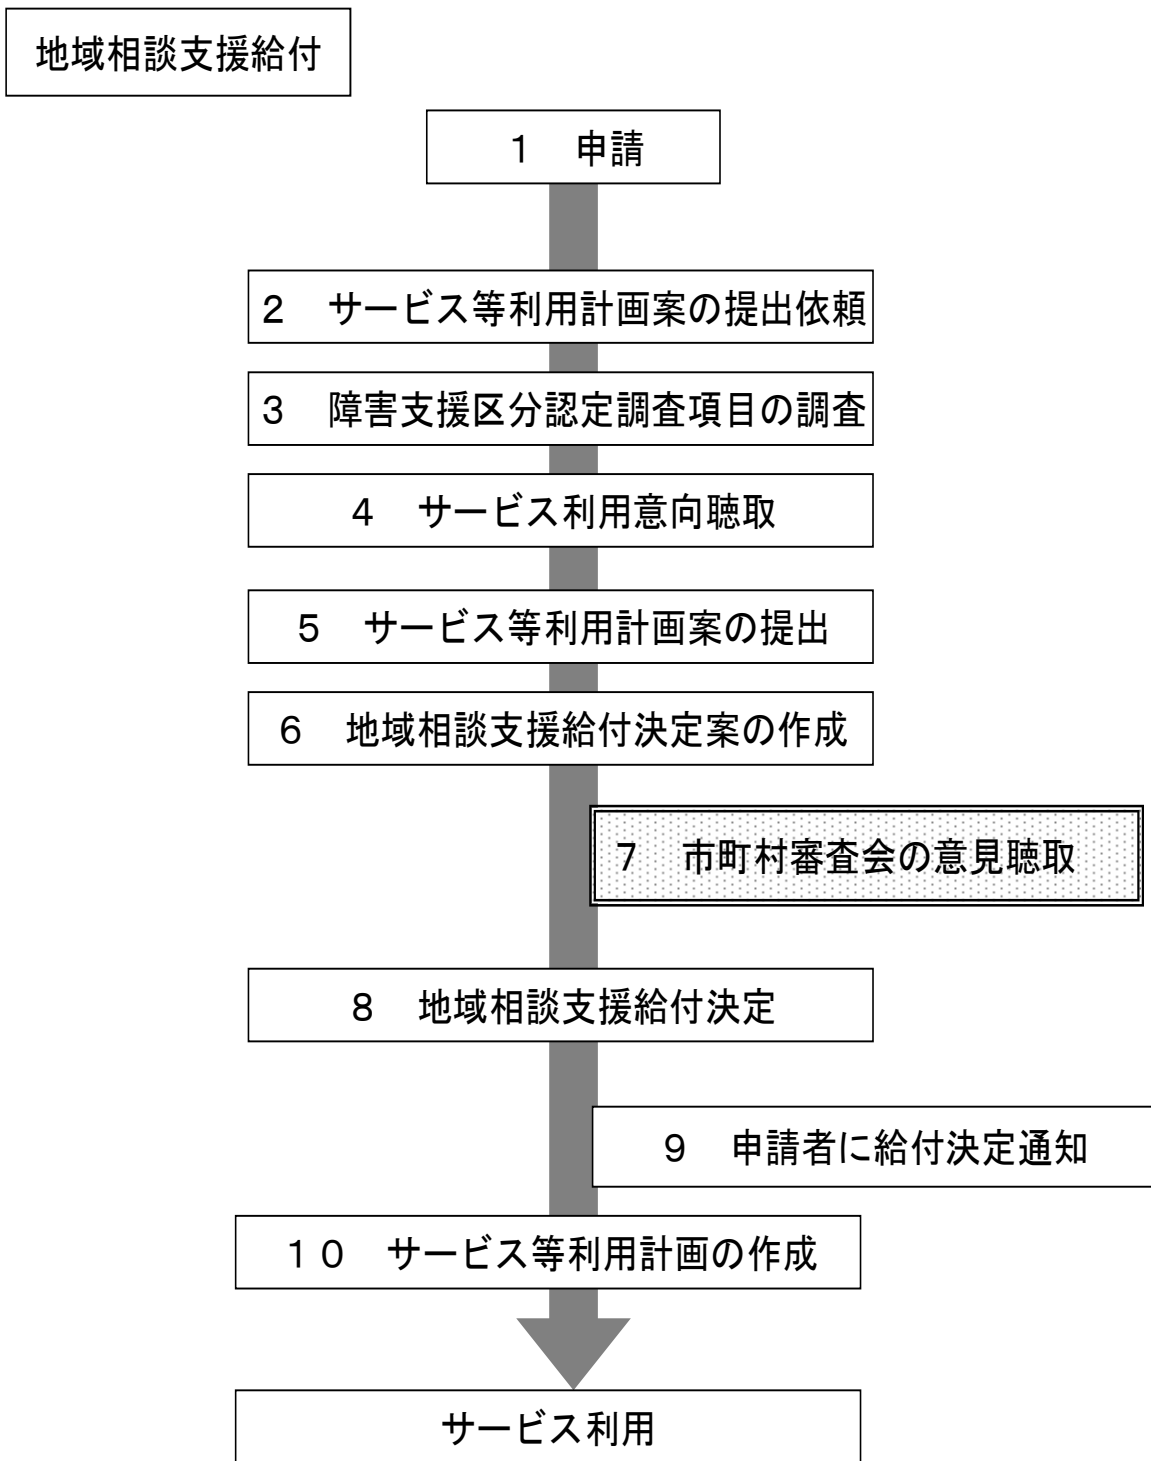 地域相談支援給付
１　申請
２　サービス等利用計画案の提出依頼
３　障害支援区分認定調査項目の調査
４　サービス利用意向聴取
５　サービス等利用計画案の提出
６　地域相談支援給付決定案の作成
７　市町村審査会の意見聴取
８　地域相談支援給付決定
９　申請者に給付決定通知
１０　サービス等利用計画の作成
サービス利用